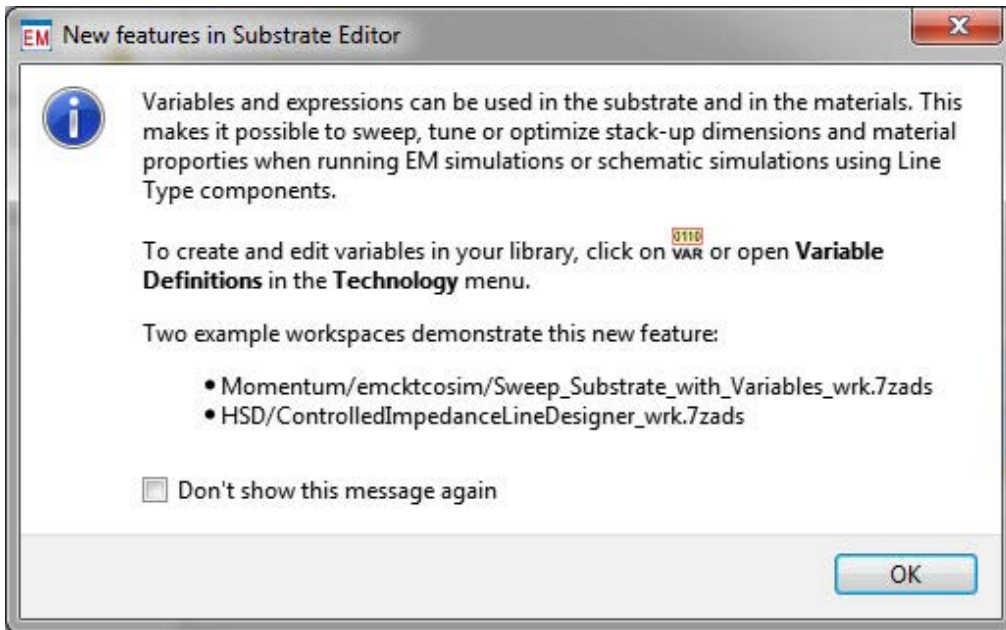 EM New features in Substrate Editor
Variables and expressions can be used in the substrate and in the materials. This
makes it possible to sweep, tune or optimize stack-up dimensions and material
proporties when running EM simulations or schematic simulations using Line
Type components.
To create and edit variables in your library, click on 0110 VAR or open Variable
Definitions in the Technology menu.
Two example workspaces demonstrate this new feature:
• Momentum/emcktcosim/Sweep_Substrate_with_Variables_wrk.7zads
• HSD/ControlledImpedanceLineDesigner_wrk.7zads
Don't show this message again
OK